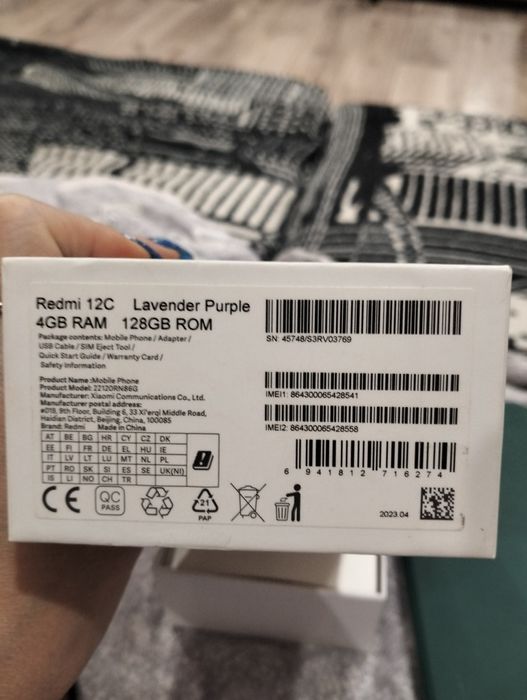 Redmi 12C Lavender Purple
4GB RAM 128GB ROM
Package contents: Mobile Phone / Adapter /
USB Cable / SIM Eject Tool /
Quick Start Guide / Warranty Card /
Safety Information
Product Name :Mobile Phone
Product Model: 22120RN86G
Manufacturer: Xiaomi Communications Co., Ltd.
Manufacturer postal address:
#019, 9th Floor, Building 6, 33 Xi'erqi Middle Road,
Haidian District, Beijing, China, 100085
Brand: Redmi Made in China
AT BE BG HR CY CZ DK
EE FI FR DE EL HU IE
IT LV LT LU MT NL PL
PT RO SK SI ES SE UK(NI)
IS LI NO CH TR
CE QC PASS 21 PAP
SN: 45748/S3RV03769
IMEI1: 864300065428541
IMEI2: 864300065428558
6 941812 716274
2023.04